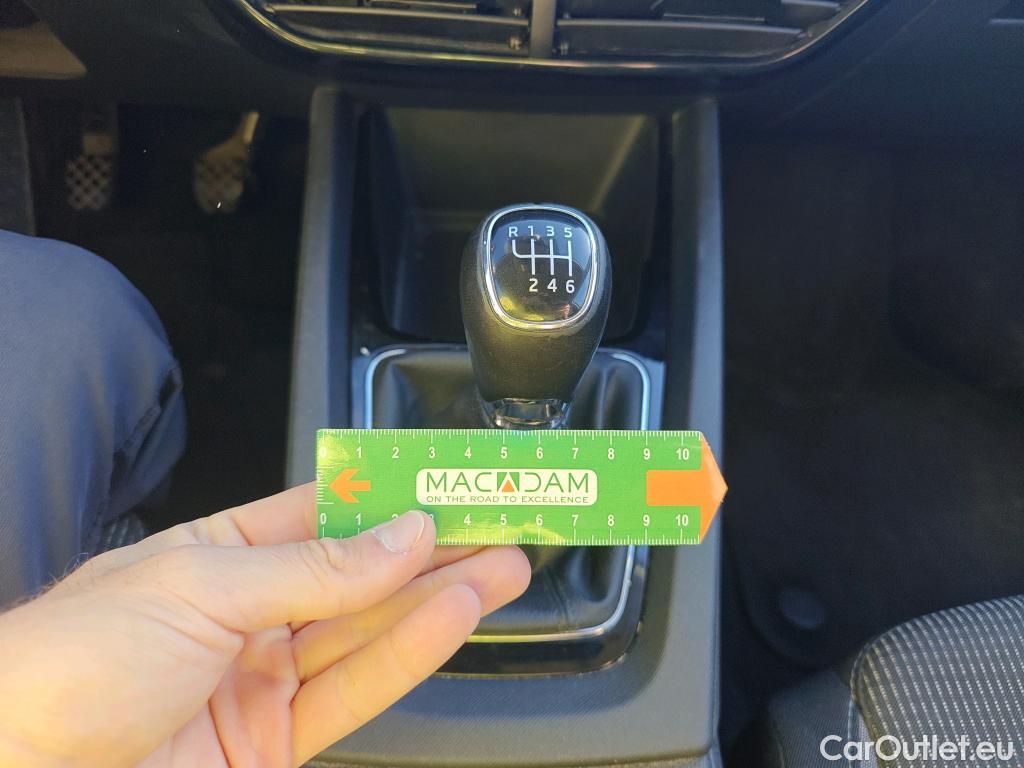 R 1 3 5
2 4 6
0 1 2 3 4 5 6 7 8 9 10
MACADAM
ON THE ROAD TO EXCELLENCE
0 1 2 3 4 5 6 7 8 9 10
CarOutlet.eu